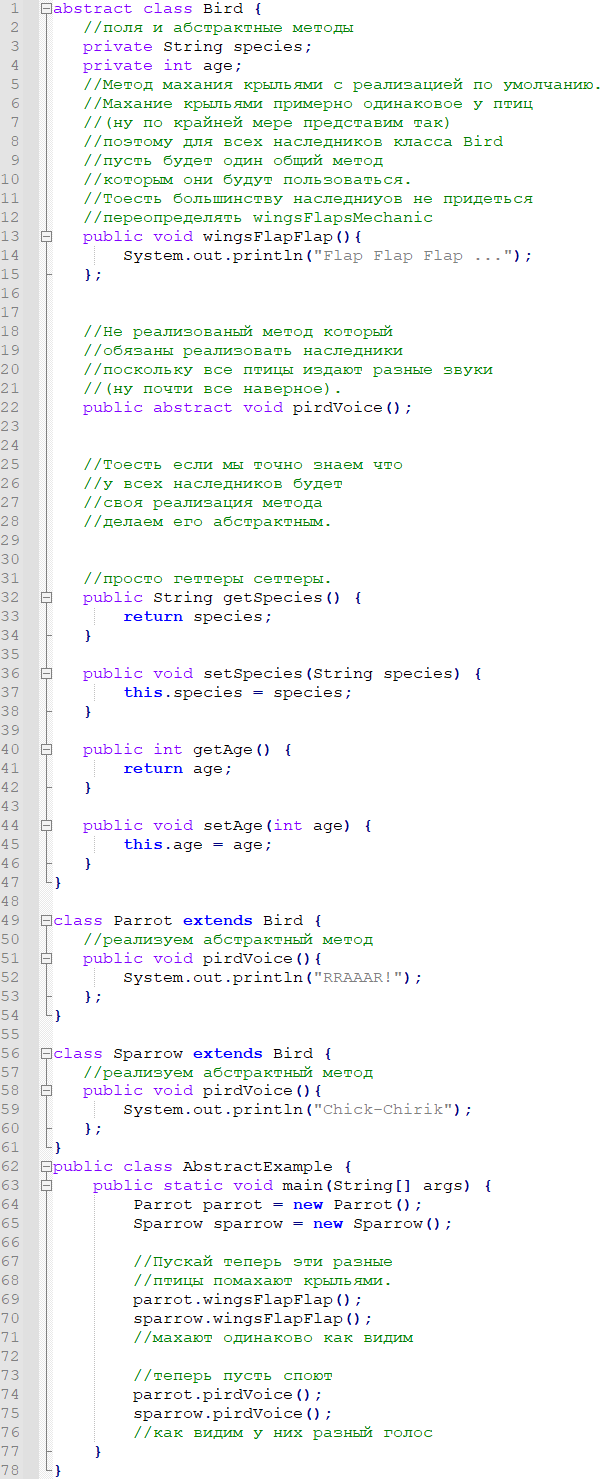 1 abstract class Bird {
2 //поля и абстрактные методы
3 private String species;
4 private int age;
5 //Метод махания крыльями с реализацией по умолчанию.
6 //Махание крыльями примерно одинаковое у птиц
7 //(ну по крайней мере представим так)
8 //поэтому для всех наследников класса Bird
9 //пусть будет один общий метод
10 //которым они будут пользоваться.
11 //Тоесть большинству наследниуов не придеться
12 //переопределять wingsFlapsMechanic
13 public void wingsFlapFlap(){
14 System.out.println("Flap Flap Flap ...");
15 };
16
17
18 //Не реализованый метод который
19 //обязаны реализовать наследники
20 //поскольку все птицы издают разные звуки
21 //(ну почти все наверное).
22 public abstract void pirdVoice();
23
24
25 //Тоесть если мы точно знаем что
26 //у всех наследников будет
27 //своя реализация метода
28 //делаем его абстрактным.
29
30
31 //просто геттеры сеттеры.
32 public String getSpecies() {
33 return species;
34 }
35
36 public void setSpecies(String species) {
37 this.species = species;
38 }
39
40 public int getAge() {
41 return age;
42 }
43
44 public void setAge(int age) {
45 this.age = age;
46 }
47 }
48
49 class Parrot extends Bird {
50 //реализуем абстрактный метод
51 public void pirdVoice(){
52 System.out.println("RRAAAR!");
53 };
54 }
55
56 class Sparrow extends Bird {
57 //реализуем абстрактный метод
58 public void pirdVoice(){
59 System.out.println("Chick-Chirik");
60 };
61 }
62 public class AbstractExample {
63 public static void main(String[] args) {
64 Parrot parrot = new Parrot();
65 Sparrow sparrow = new Sparrow();
66
67 //Пускай теперь эти разные
68 //птицы помахают крыльями.
69 parrot.wingsFlapFlap();
70 sparrow.wingsFlapFlap();
71 //махают одинаково как видим
72
73 //теперь пусть споют
74 parrot.pirdVoice();
75 sparrow.pirdVoice();
76 //как видим у них разный голос
77 }
78 }